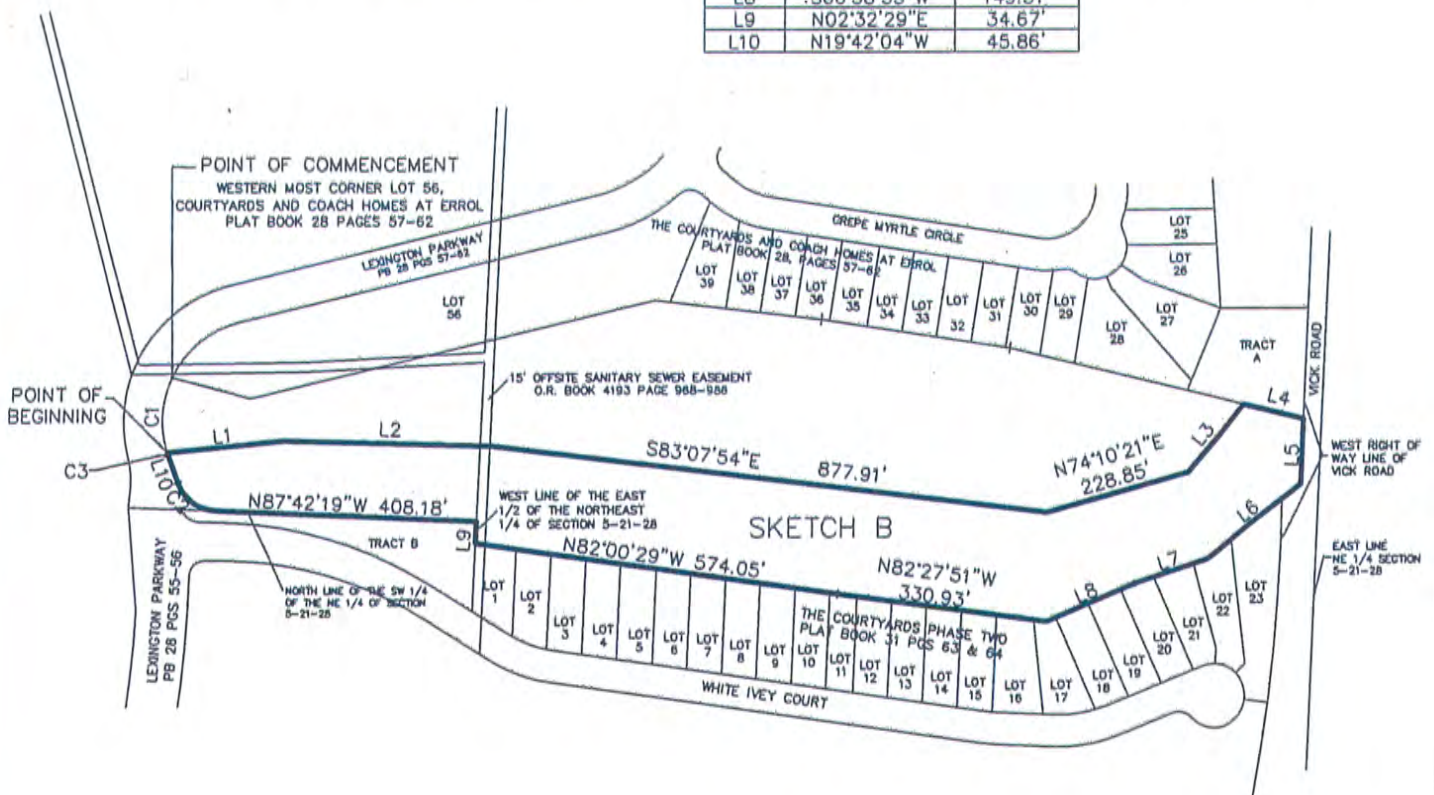 L9 N02°32'29"E 34.67'
L10 N19°42'04"W 45.86'
POINT OF COMMENCEMENT
WESTERN MOST CORNER LOT 56,
COURTYARDS AND COACH HOMES AT ERROL
PLAT BOOK 28 PAGES 57-62
LEXINGTON PARKWAY
PB 28 PGS 57-62
LOT
56
THE COURTYARDS AND COACH HOMES AT ERROL
PLAT BOOK 28, PAGES 57-62
CREPE MYRTLE CIRCLE
LOT
39
LOT
38
LOT
37
LOT
36
LOT
35
LOT
34
LOT
33
LOT
32
LOT
31
LOT
30
LOT
29
LOT
28
LOT
27
LOT
26
LOT
25
TRACT
A
VICK ROAD
15' OFFSITE SANITARY SEWER EASEMENT
O.R. BOOK 4193 PAGE 968-988
POINT OF
BEGINNING
C1
C3
L1
L2
S83°07'54"E 877.91'
N74°10'21"E
228.85'
L3
L4
L5
WEST RIGHT OF
WAY LINE OF
VICK ROAD
L10
N87°42'19"W 408.18'
WEST LINE OF THE EAST
1/2 OF THE NORTHEAST
1/4 OF SECTION 5-21-28
SKETCH B
L6
L7
L8
L9
TRACT B
N82°00'29"W 574.05'
N82°27'51"W
330.93'
EAST LINE
NE 1/4 SECTION
5-21-28
LEXINGTON PARKWAY
PB 28 PGS 55-56
NORTH LINE OF THE SW 1/4
OF THE NE 1/4 OF SECTION
5-21-28
THE COURTYARDS PHASE TWO
PLAT BOOK 31 PGS 63 & 64
LOT
1
LOT
2
LOT
3
LOT
4
LOT
5
LOT
6
LOT
7
LOT
8
LOT
9
LOT
10
LOT
11
LOT
12
LOT
13
LOT
14
LOT
15
LOT
16
LOT
17
LOT
18
LOT
19
LOT
20
LOT
21
LOT
22
LOT
23
WHITE IVEY COURT